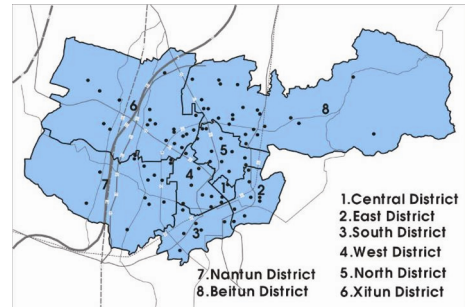 6
8
5
7
4
1
2
3
1.Central District
2.East District
3.South District
4.West District
7.Nantun District
5.North District
8.Beitun District
6.Xitun District